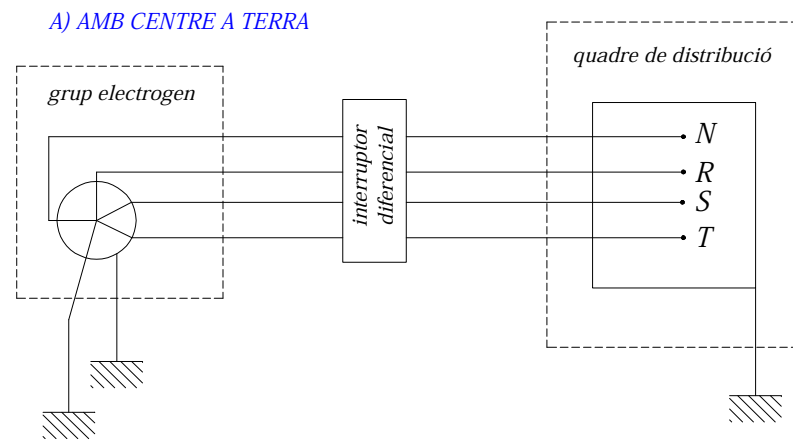 A) AMB CENTRE A TERRA
grup electrogen
interruptor
diferencial
quadre de distribució
N
R
S
T